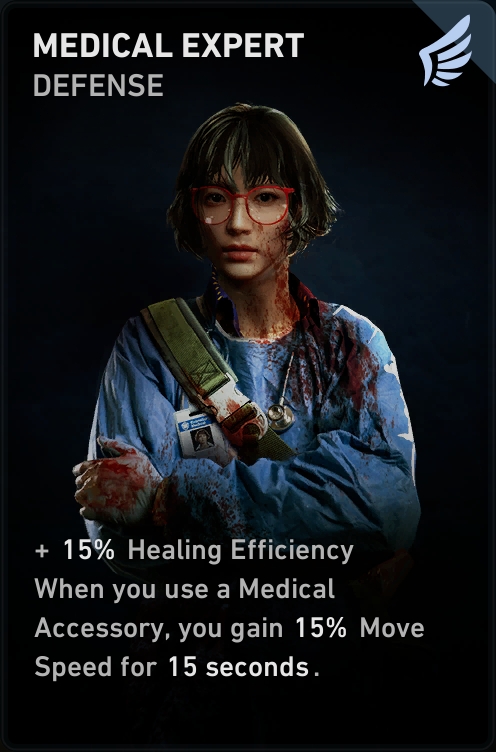 MEDICAL EXPERT
DEFENSE
+ 15% Healing Efficiency
When you use a Medical
Accessory, you gain 15% Move
Speed for 15 seconds.